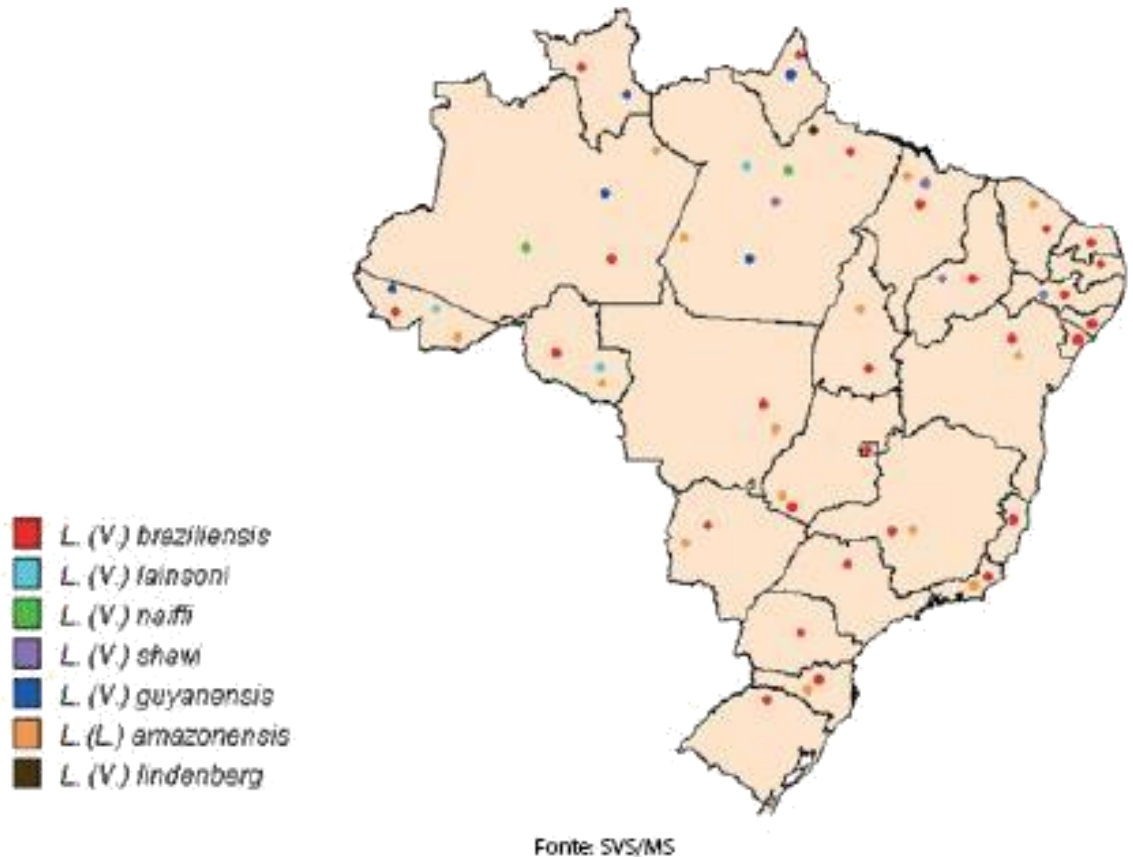 L. (V.) braziliensis
L. (V.) lainsoni
L. (V.) naiffi
L. (V.) shawi
L. (V.) guyanensis
L. (L.) amazonensis
L. (V.) lindenberg
Fonte: SVS/MS